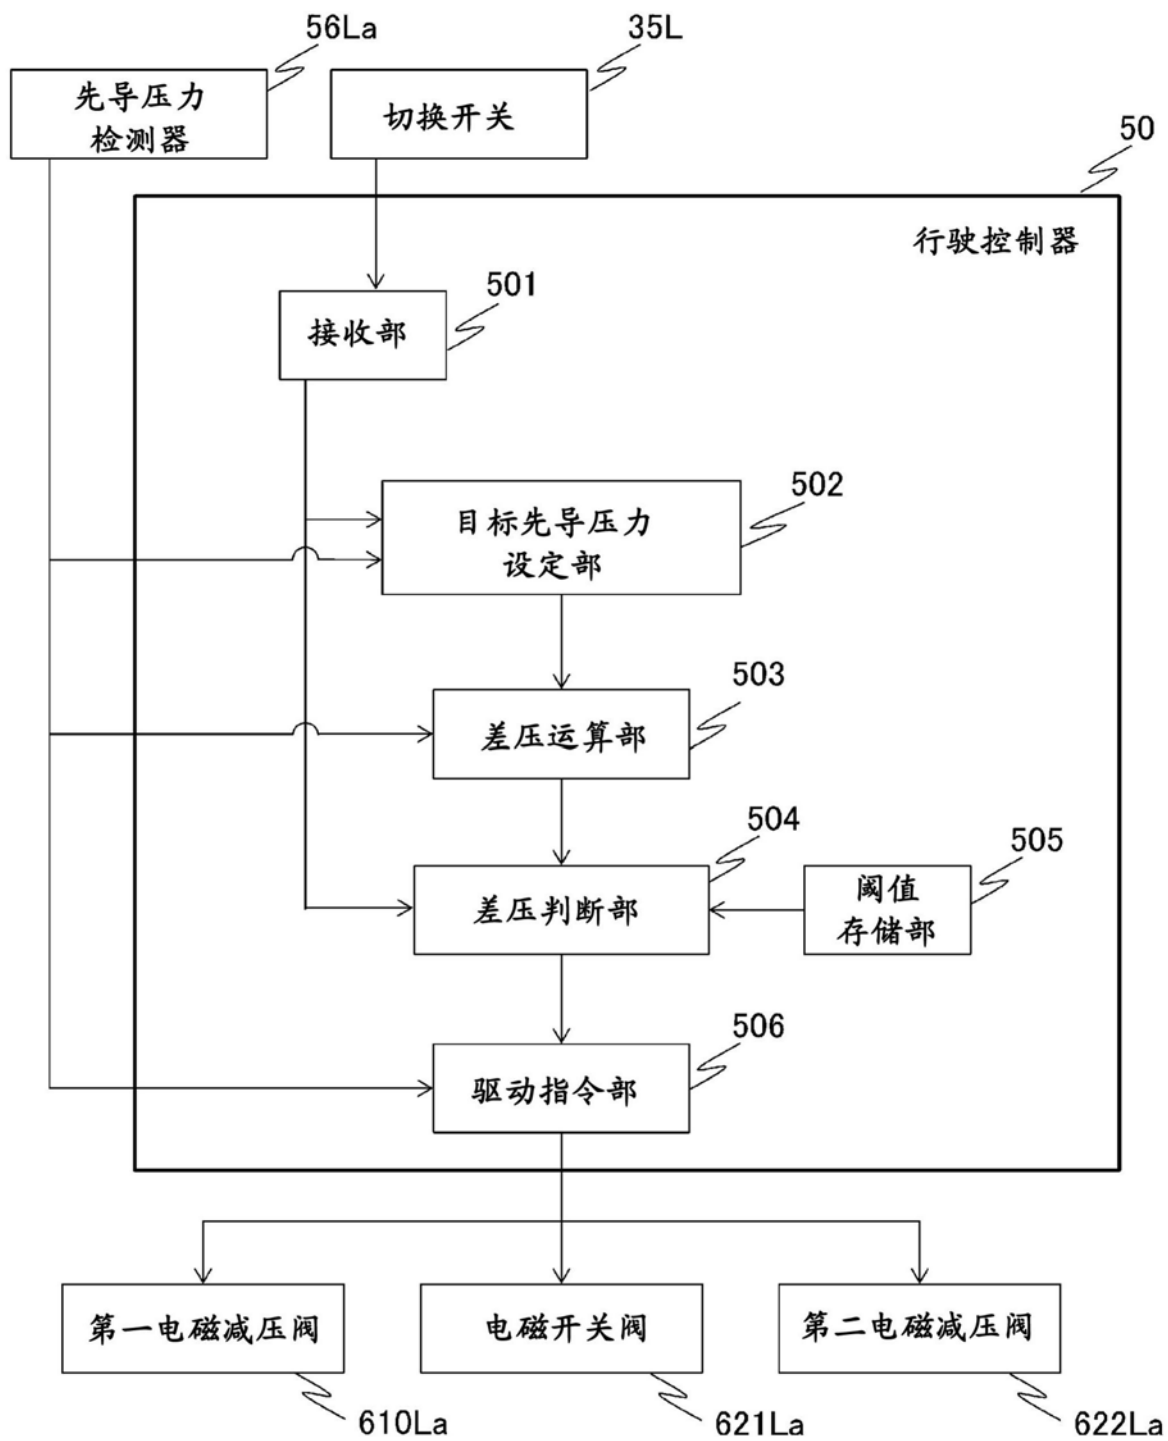 56La
35L
先导压力
检测器
切换开关
50
行驶控制器
501
接收部
502
目标先导压力
设定部
503
差压运算部
504
505
差压判断部
阈值
存储部
506
驱动指令部
第一电磁减压阀
电磁开关阀
第二电磁减压阀
610La
621La
622La